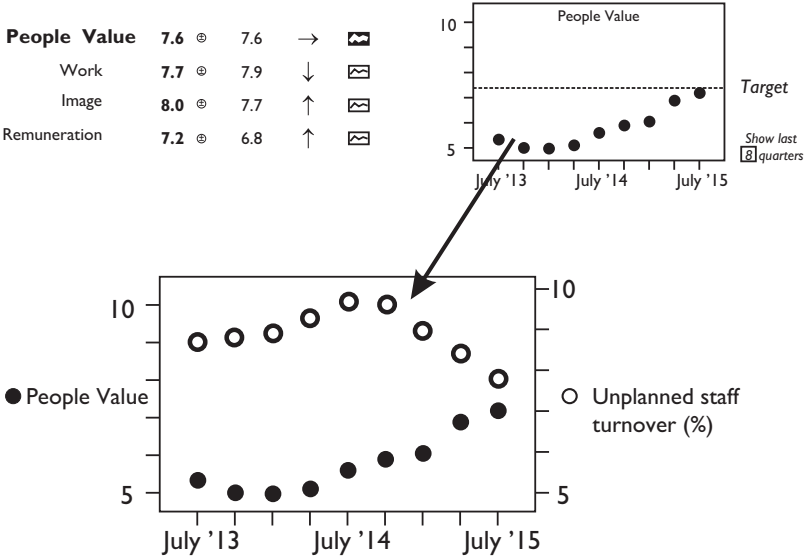 People Value 7.6 ± 7.6 →
Work 7.7 ± 7.9 ↓
Image 8.0 ± 7.7 ↑
Remuneration 7.2 ± 6.8 ↑
People Value
10
5
Target
Show last
8 quarters
July '13 July '14 July '15
10
5
10
5
People Value
Unplanned staff
turnover (%)
July '13 July '14 July '15